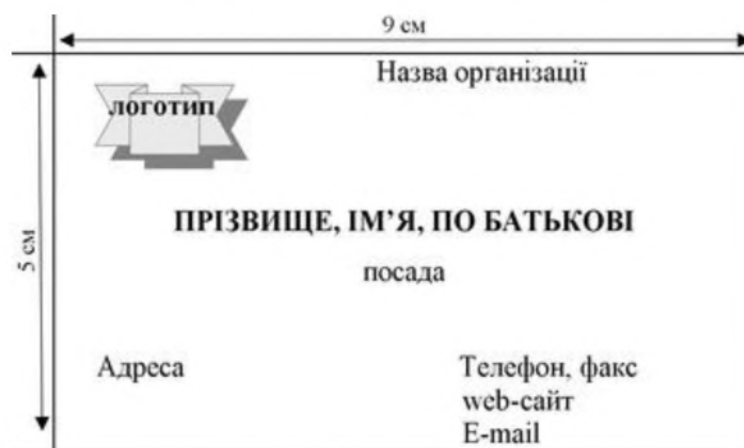 9 см
Назва організації
ЛОГОТИП
5 см
ПРІЗВИЩЕ, ІМ’Я, ПО БАТЬКОВІ
посада
Адреса
Телефон, факс
web-сайт
E-mail